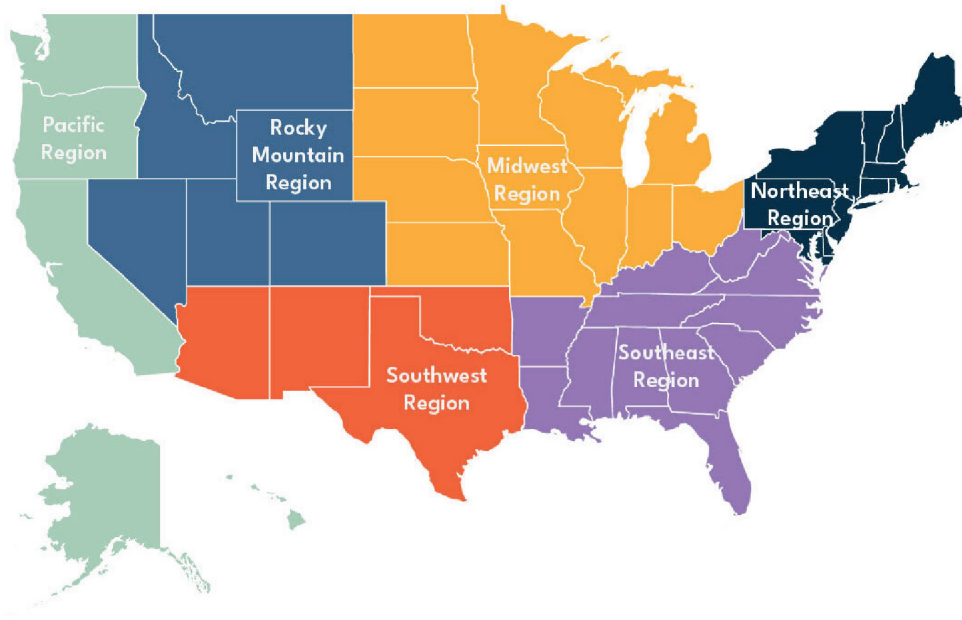 Pacific
Region
Rocky
Mountain
Region
Midwest
Region
Northeast
Region
Southwest
Region
Southeast
Region